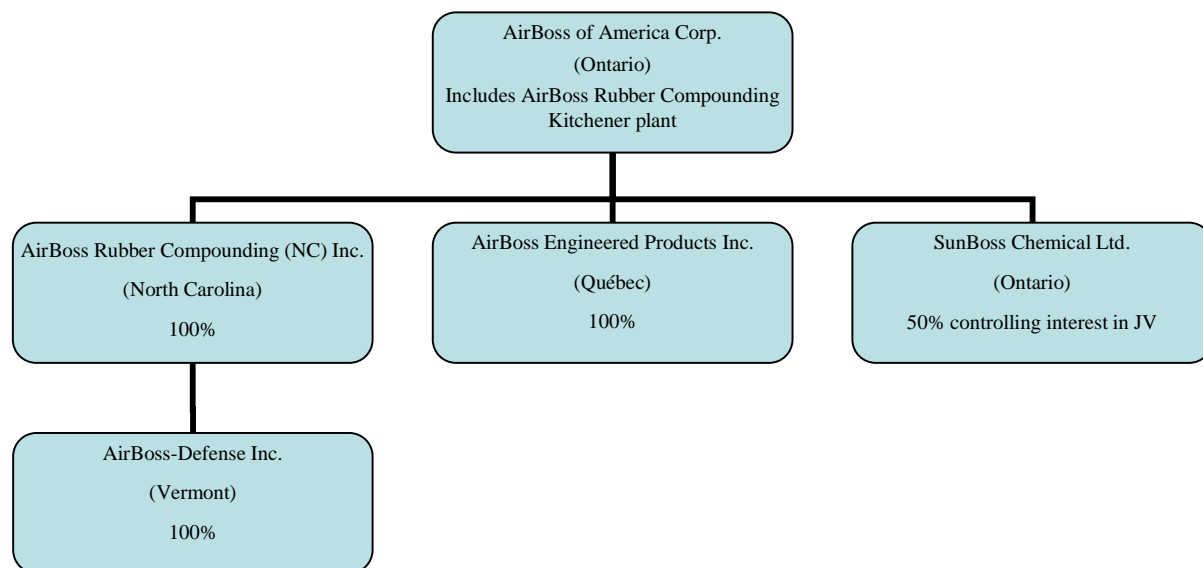 AirBoss of America Corp.
(Ontario)
Includes AirBoss Rubber Compounding
Kitchener plant
AirBoss Rubber Compounding (NC) Inc.
(North Carolina)
100%
AirBoss Engineered Products Inc.
(Québec)
100%
SunBoss Chemical Ltd.
(Ontario)
50% controlling interest in JV
AirBoss-Defense Inc.
(Vermont)
100%